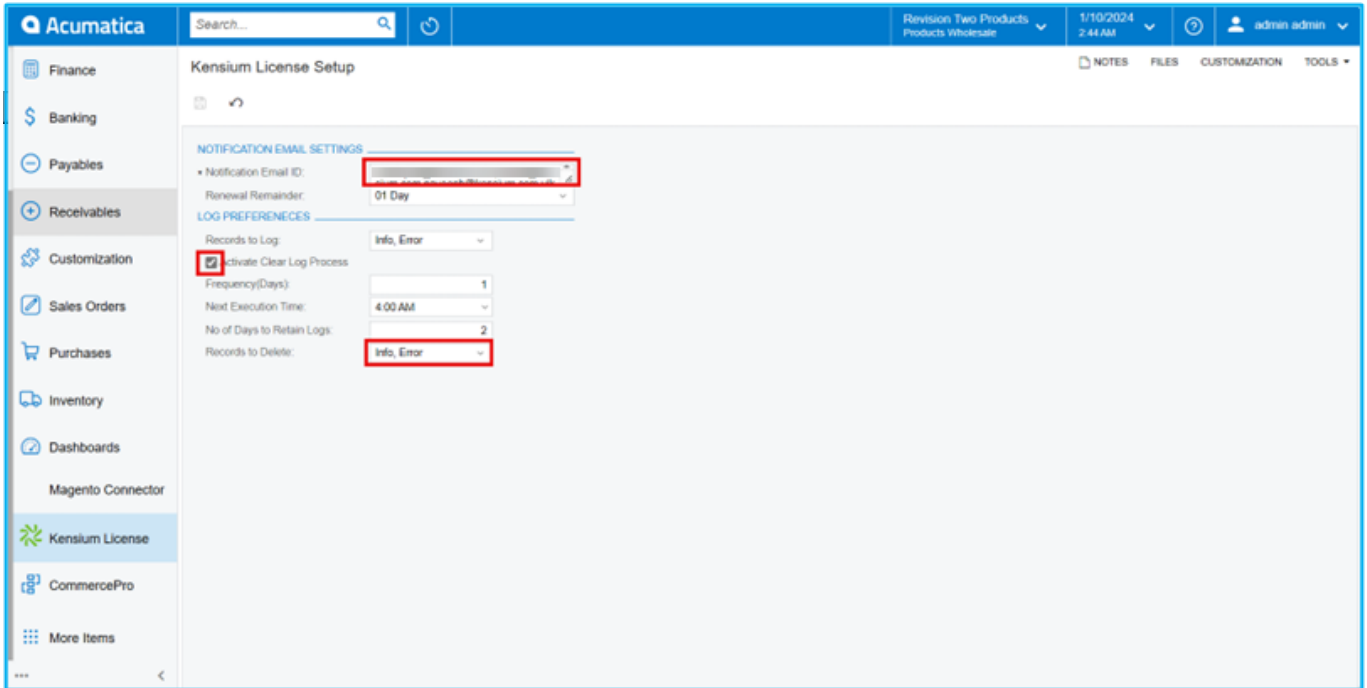 Acumatica
Search...
Revision Two Products
Products Wholesale
1/10/2024
2:44 AM
admin admin
Finance
Banking
Payables
Receivables
Customization
Sales Orders
Purchases
Inventory
Dashboards
Magento Connector
Kensium License
CommercePro
More Items
Kensium License Setup
NOTES FILES CUSTOMIZATION TOOLS
NOTIFICATION EMAIL SETTINGS
Notification Email ID:
Renewal Remainder: 01 Day
LOG PREFERENECES
Records to Log: Info, Error
Activate Clear Log Process
Frequency(Days): 1
Next Execution Time: 4:00 AM
No of Days to Retain Logs: 2
Records to Delete: Info, Error